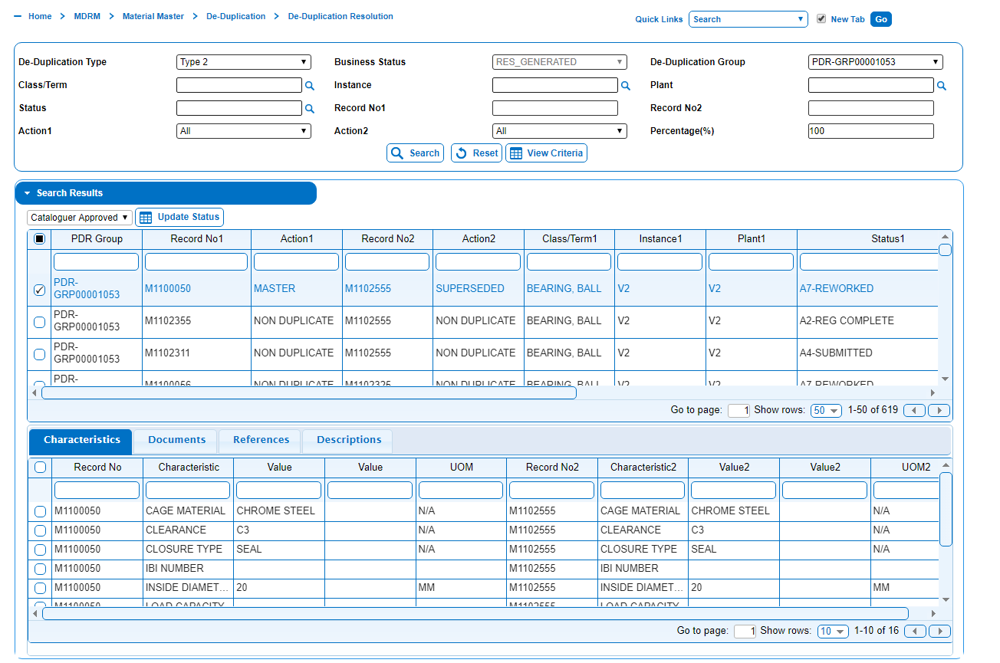 Home > MDRM > Material Master > De-Duplication > De-Duplication Resolution
Quick Links Search New Tab Go
De-Duplication Type Type 2 Business Status RES_GENERATED De-Duplication Group PDR-GRP00001053
Class/Term Instance Plant
Status Record No1 Record No2
Action1 All Action2 All Percentage(%) 100
Search Reset View Criteria
Search Results
Cataloguer Approved Update Status
PDR Group Record No1 Action1 Record No2 Action2 Class/Term1 Instance1 Plant1 Status1
PDR-
GRP00001053 M1100050 MASTER M1102555 SUPERSEDED BEARING, BALL V2 V2 A7-REWORKED
PDR-
GRP00001053 M1102355 NON DUPLICATE M1102555 NON DUPLICATE BEARING, BALL V2 V2 A2-REG COMPLETE
PDR-
GRP00001053 M1102311 NON DUPLICATE M1102555 NON DUPLICATE BEARING, BALL V2 V2 A4-SUBMITTED
PDR-
M1100056 NON DUPLICATE M1102326 NON DUPLICATE BEARING, BALL V2 V2 A7-REWORKED
Go to page: 1 Show rows: 50 1-50 of 619
Characteristics Documents References Descriptions
Record No Characteristic Value Value UOM Record No2 Characteristic2 Value2 Value2 UOM2
M1100050 CAGE MATERIAL CHROME STEEL N/A M1102555 CAGE MATERIAL CHROME STEEL N/A
M1100050 CLEARANCE C3 N/A M1102555 CLEARANCE C3 N/A
M1100050 CLOSURE TYPE SEAL N/A M1102555 CLOSURE TYPE SEAL N/A
M1100050 IBI NUMBER M1102555 IBI NUMBER
M1100050 INSIDE DIAMET... 20 MM M1102555 INSIDE DIAMET... 20 MM
M1100050 LOAD CAPACITY M1102555 LOAD CAPACITY
Go to page: 1 Show rows: 10 1-10 of 16